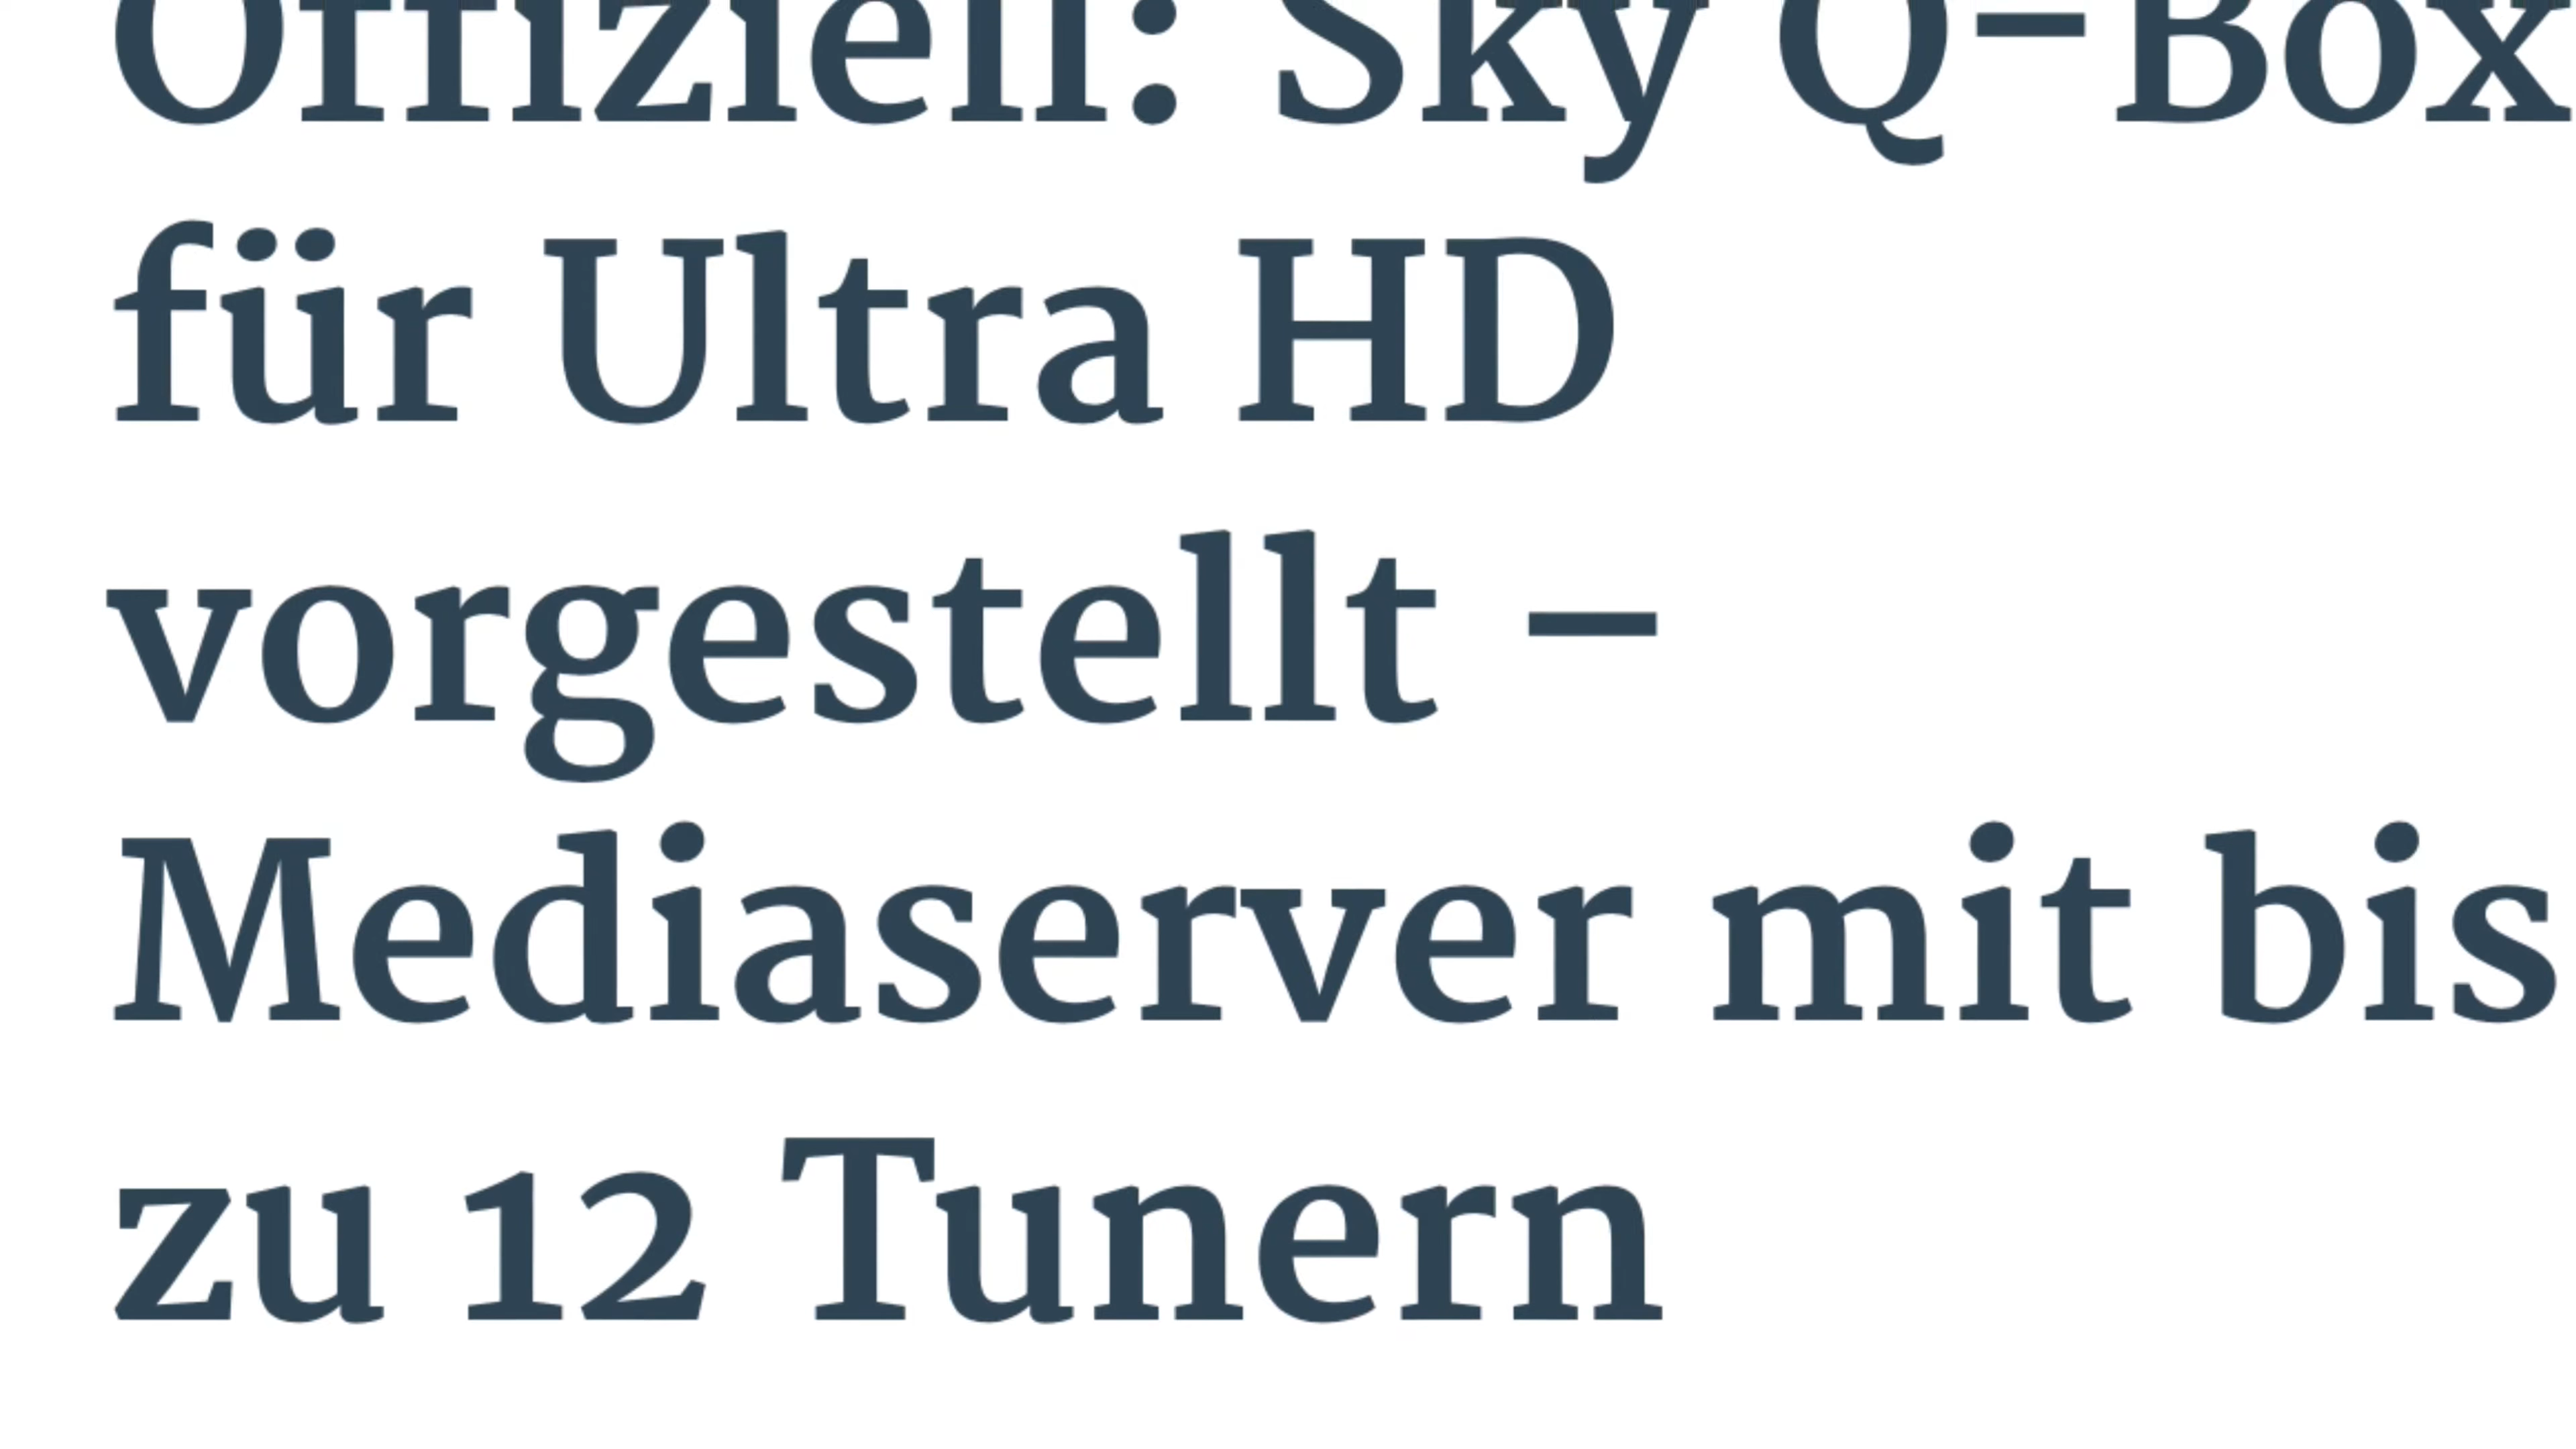 Offiziell: Sky Q-Box
für Ultra HD
vorgestellt –
Mediaserver mit bis
zu 12 Tunern